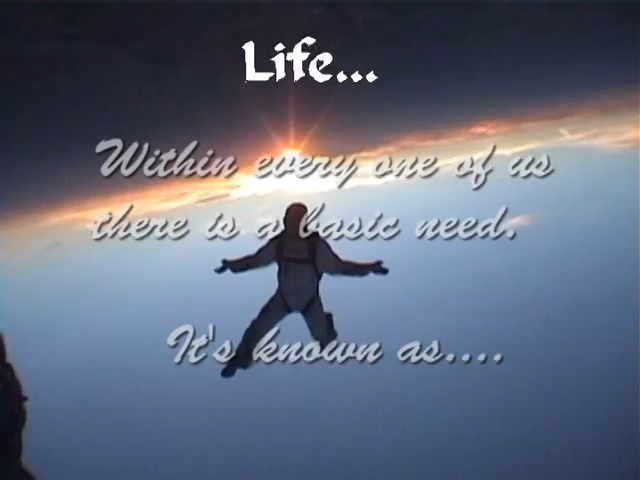 Life...
Within every one of us
there is a basic need.
It's known as....